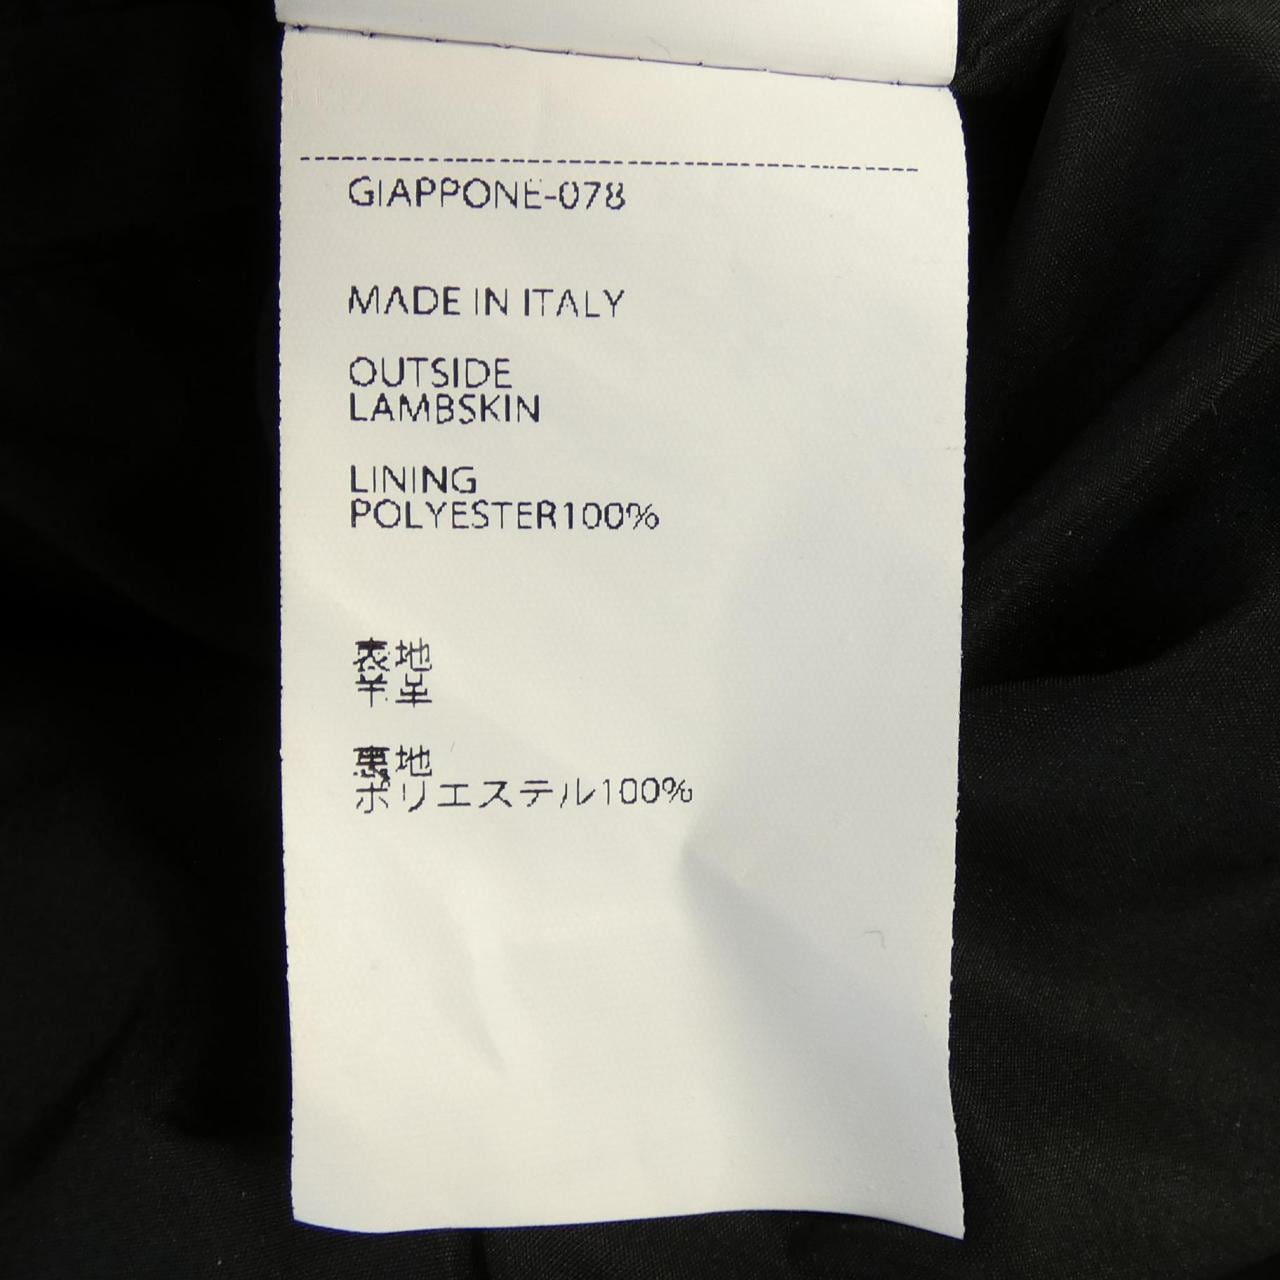 GIAPPONE-078
MADE IN ITALY
OUTSIDE
LAMBSKIN
LINING
POLYESTER100%
表地
羊革
裏地
ポリエステル100%